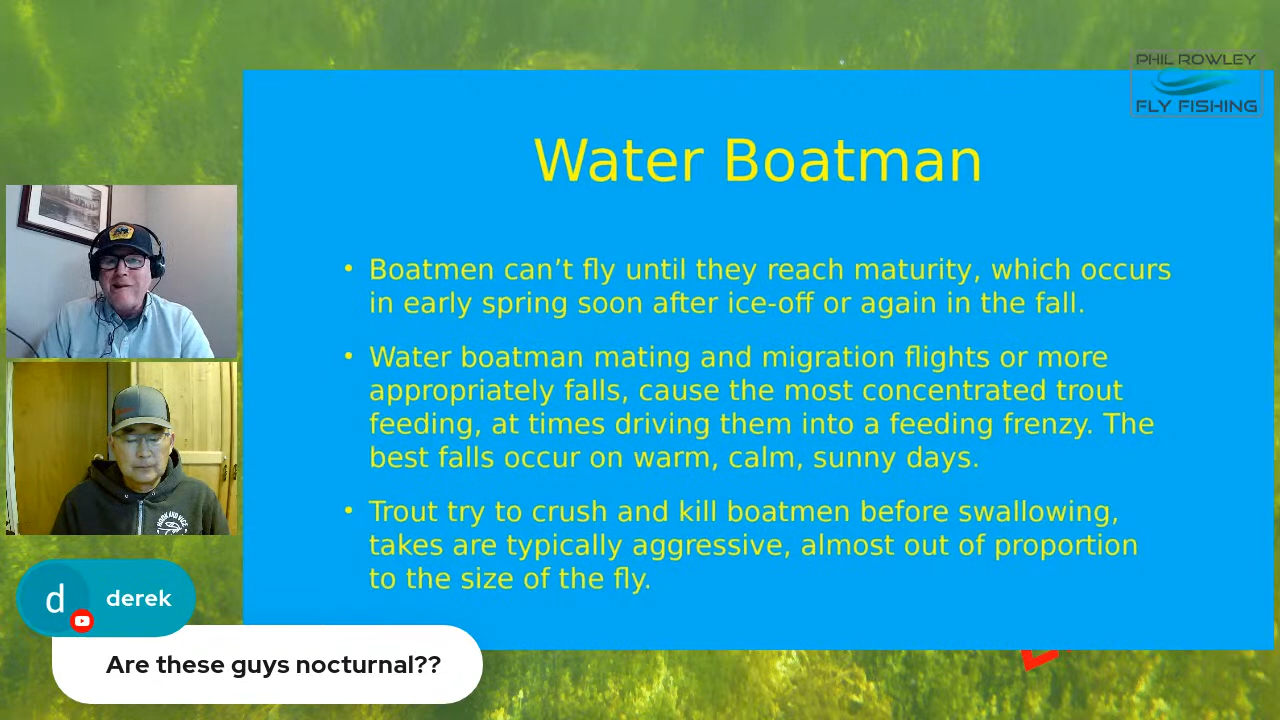 PHIL ROWLEY
FLY FISHING
Water Boatman
• Boatmen can’t fly until they reach maturity, which occurs
in early spring soon after ice-off or again in the fall.
• Water boatman mating and migration flights or more
appropriately falls, cause the most concentrated trout
feeding, at times driving them into a feeding frenzy. The
best falls occur on warm, calm, sunny days.
• Trout try to crush and kill boatmen before swallowing,
takes are typically aggressive, almost out of proportion
to the size of the fly.
d
derek
Are these guys nocturnal??